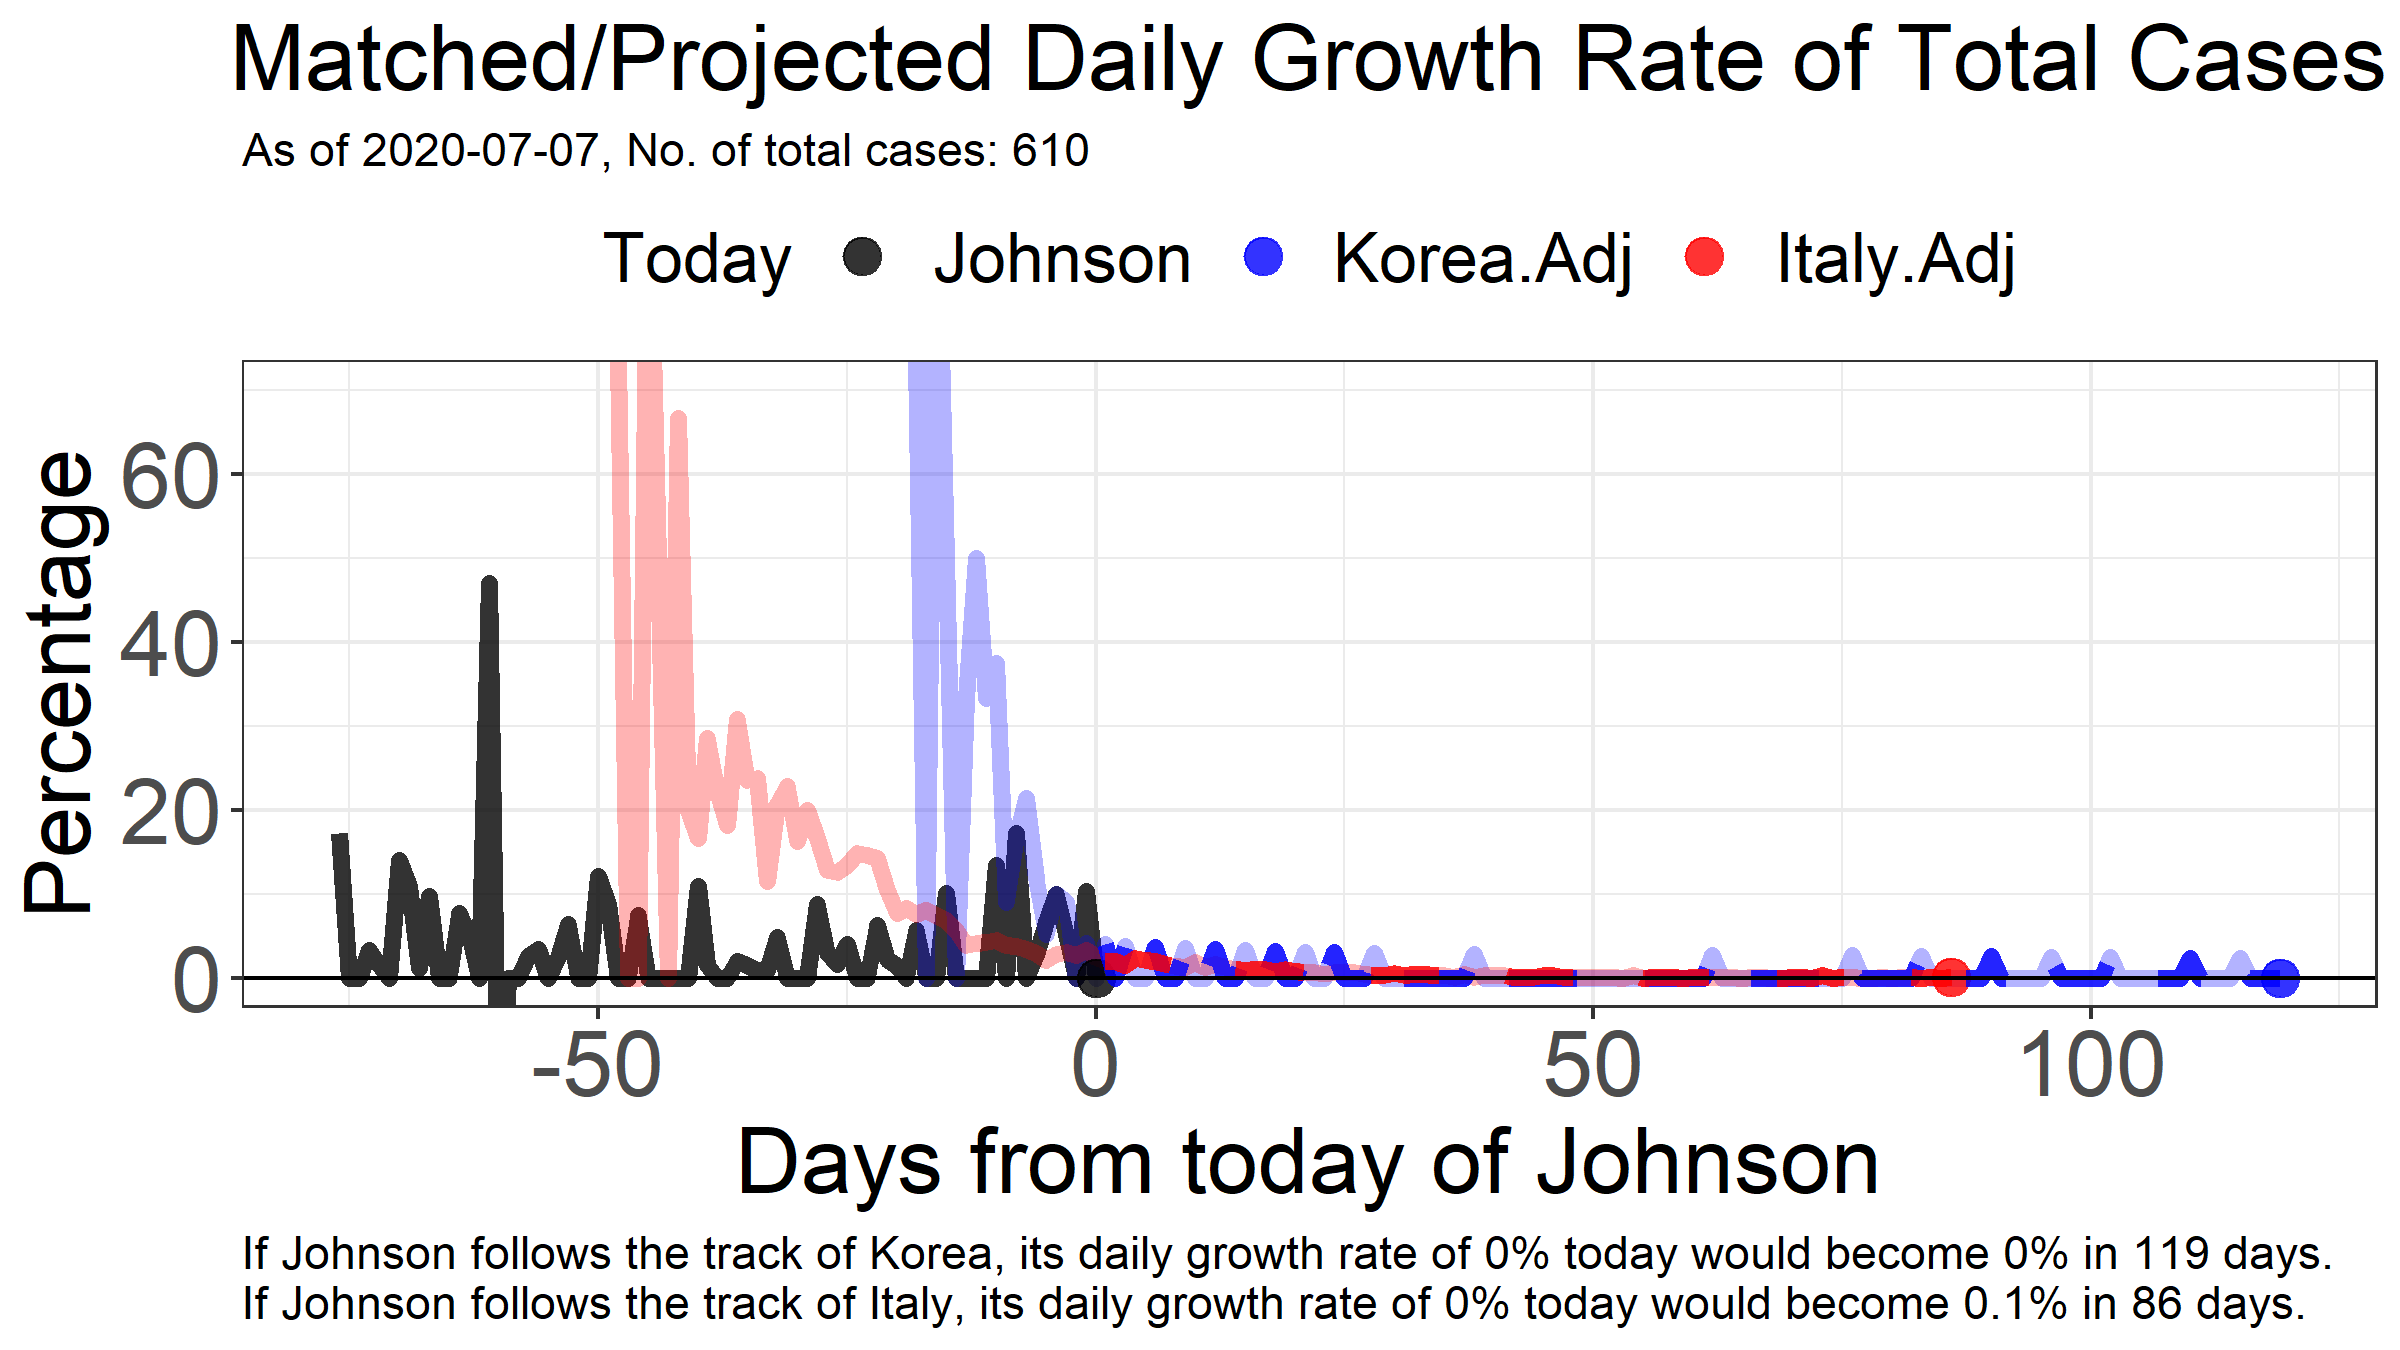 Matched/Projected Daily Growth Rate of Total Cases
As of 2020-07-07, No. of total cases: 610
Today Johnson Korea.Adj Italy.Adj
Percentage
60
40
20
0
-50 0 50 100
Days from today of Johnson
If Johnson follows the track of Korea, its daily growth rate of 0% today would become 0% in 119 days.
If Johnson follows the track of Italy, its daily growth rate of 0% today would become 0.1% in 86 days.